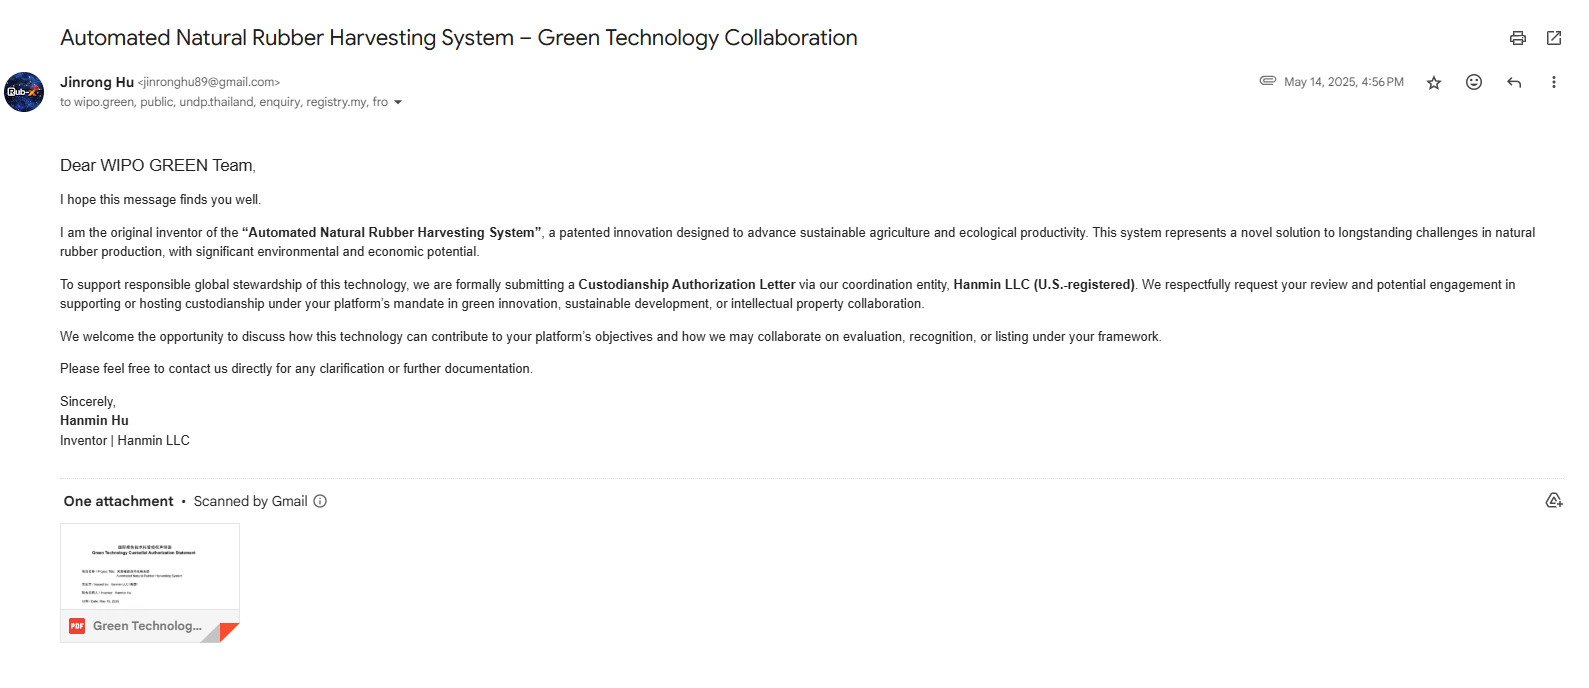 Automated Natural Rubber Harvesting System – Green Technology Collaboration
Rub-X
Jinrong Hu <jinronghu89@gmail.com>
May 14, 2025, 4:56 PM
to wipo.green, public, undp.thailand, enquiry, registry.my, fro
Dear WIPO GREEN Team,
I hope this message finds you well.
I am the original inventor of the “Automated Natural Rubber Harvesting System”, a patented innovation designed to advance sustainable agriculture and ecological productivity. This system represents a novel solution to longstanding challenges in natural
rubber production, with significant environmental and economic potential.
To support responsible global stewardship of this technology, we are formally submitting a Custodianship Authorization Letter via our coordination entity, Hanmin LLC (U.S.-registered). We respectfully request your review and potential engagement in
supporting or hosting custodianship under your platform’s mandate in green innovation, sustainable development, or intellectual property collaboration.
We welcome the opportunity to discuss how this technology can contribute to your platform’s objectives and how we may collaborate on evaluation, recognition, or listing under your framework.
Please feel free to contact us directly for any clarification or further documentation.
Sincerely,
Hanmin Hu
Inventor | Hanmin LLC
One attachment • Scanned by Gmail
Green Technology Custodial Authorization Statement
Automated Natural Rubber Harvesting System
PDF Green Technolog...